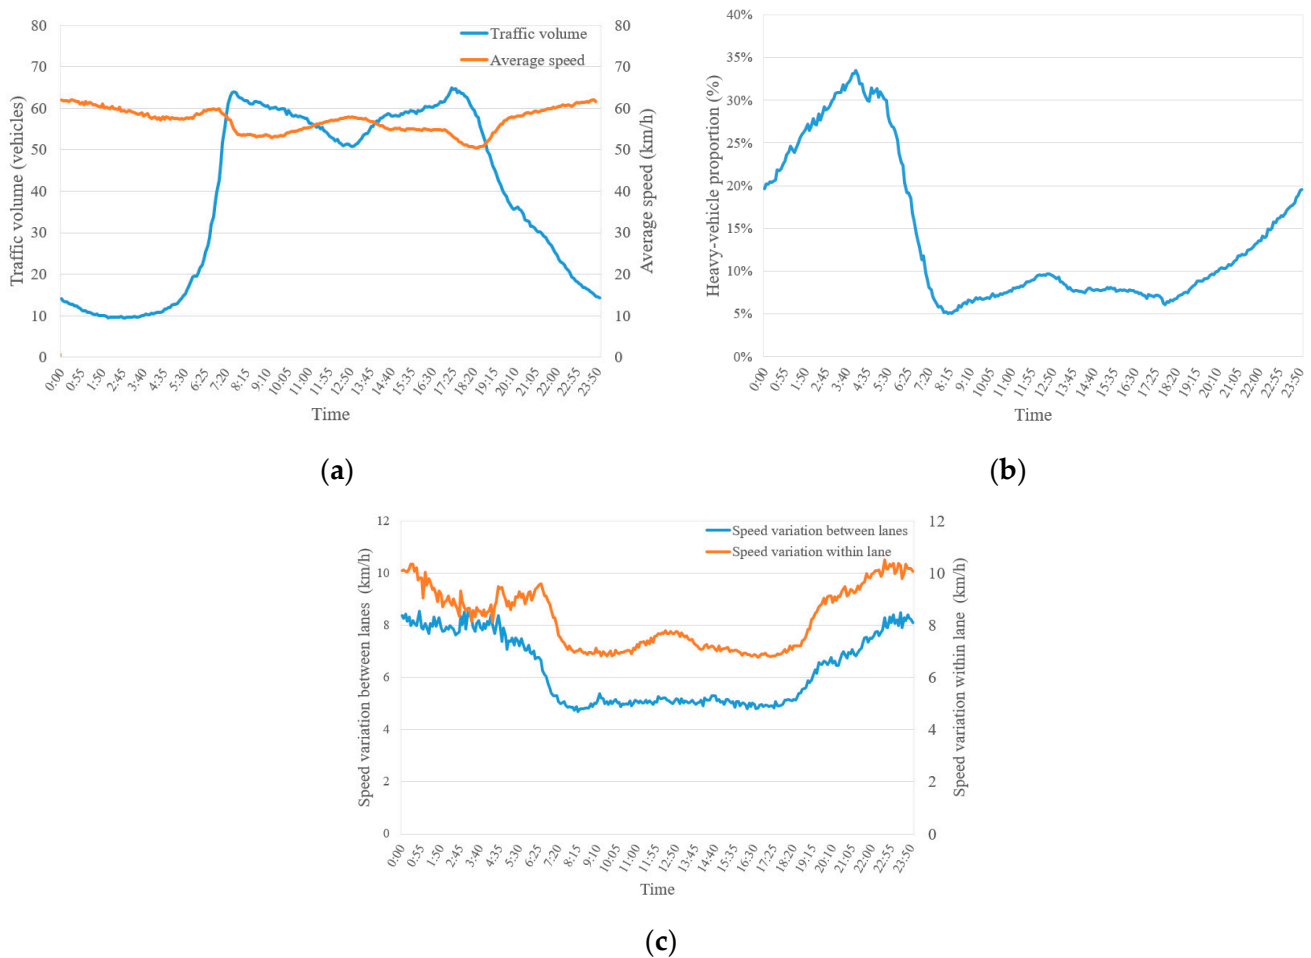 Traffic volume
Average speed
Traffic volume (vehicles)
80
70
60
50
40
30
20
10
0
80
70
60
50
40
30
20
10
0
Average speed (km/h)
0:00 0:55 1:50 2:45 3:40 4:35 5:30 6:25 7:20 8:15 9:10 10:05 11:00 11:55 12:50 13:45 14:40 15:35 16:30 17:25 18:20 19:15 20:10 21:05 22:00 22:55 23:50
Time
(a)
Heavy-vehicle proportion (%)
40%
35%
30%
25%
20%
15%
10%
5%
0%
0:00 0:55 1:50 2:45 3:40 4:35 5:30 6:25 7:20 8:15 9:10 10:05 11:00 11:55 12:50 13:45 14:40 15:35 16:30 17:25 18:20 19:15 20:10 21:05 22:00 22:55 23:50
Time
(b)
Speed variation between lanes
Speed variation within lane
Speed variation between lanes (km/h)
12
10
8
6
4
2
0
12
10
8
6
4
2
0
Speed variation within lane (km/h)
0:00 0:55 1:50 2:45 3:40 4:35 5:30 6:25 7:20 8:15 9:10 10:05 11:00 11:55 12:50 13:45 14:40 15:35 16:30 17:25 18:20 19:15 20:10 21:05 22:00 22:55 23:50
Time
(c)